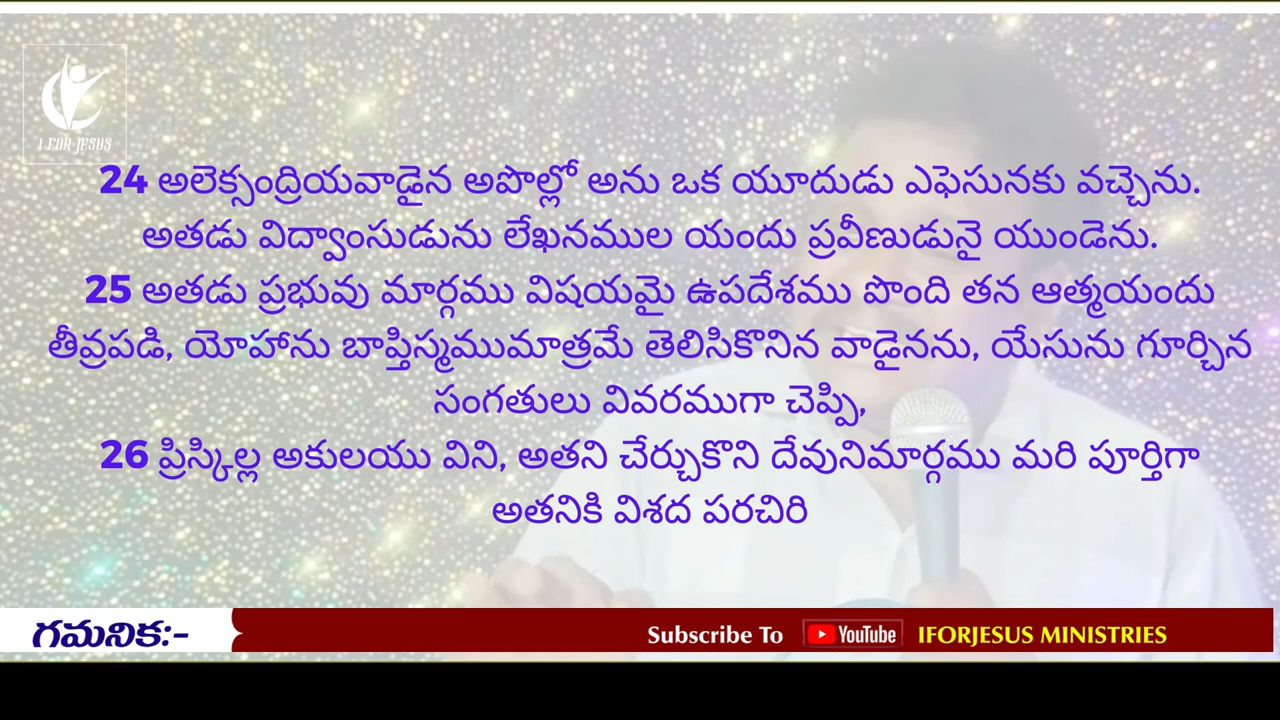 I FOR JESUS
24 అలెక్సంద్రియవాడైన అపొల్లో అను ఒక యూదుడు ఎఫెసునకు వచ్చెను.
అతడు విద్వాంసుడును లేఖనముల యందు ప్రవీణుడునై యుండెను.
25 అతడు ప్రభువు మార్గము విషయమై ఉపదేశము పొంది తన ఆత్మయందు
తీవ్రపడి, యోహాను బాప్తిస్మముమాత్రమే తెలిసికొనిన వాడైనను, యేసును గూర్చిన
సంగతులు వివరముగా చెప్పి,
26 ప్రిస్కిల్ల అకులయు విని, అతని చేర్చుకొని దేవునిమార్గము మరి పూర్తిగా
అతనికి విశద పరచిరి
గమనిక:- Subscribe To YouTube IFORJESUS MINISTRIES